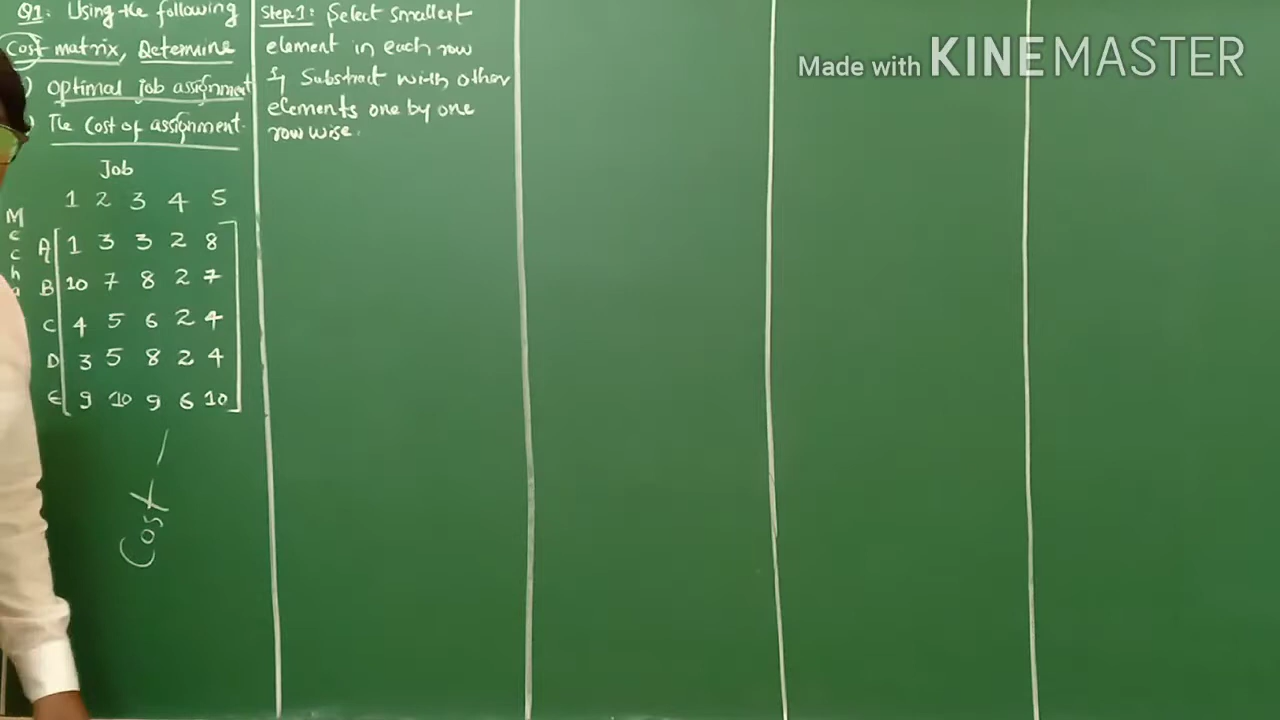 Q1: Using the following
Cost matrix, Determine
) optimal job assignment
) The Cost of assignment.
Job
1 2 3 4 5
A 1 3 3 2 8
B 10 7 8 2 7
C 4 5 6 2 4
D 3 5 8 2 4
E 9 10 9 6 10
Cost
Step.1: Select smallest
element in each row
& Substract with other
elements one by one
row wise.
Made with KINEMASTER